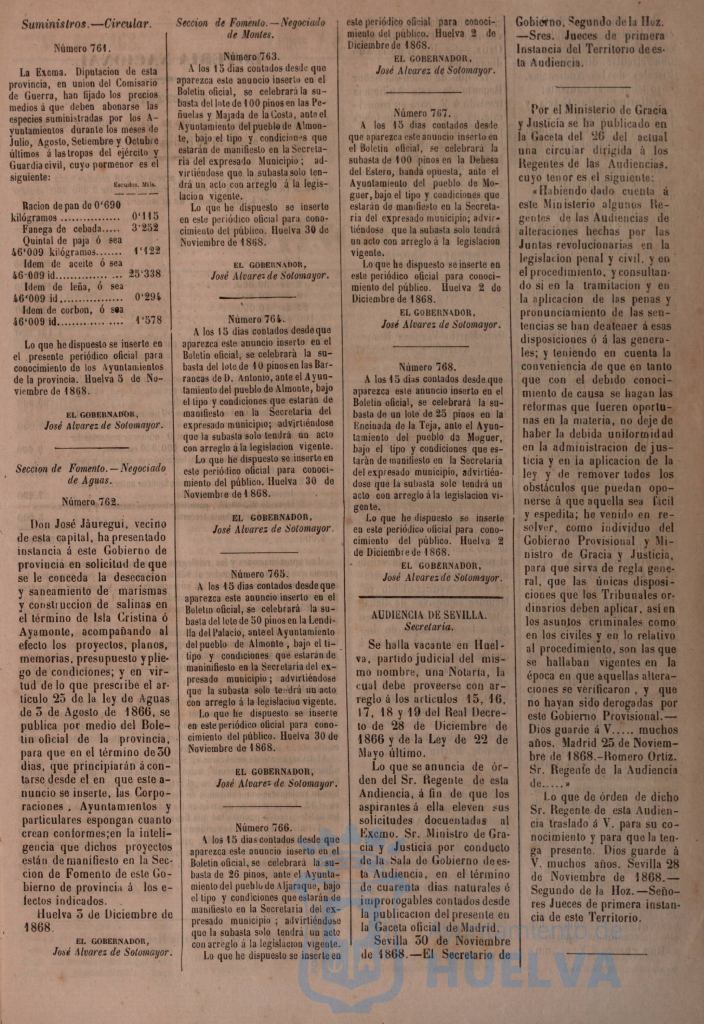 Suministros.—Circular.
Número 761.
La Excma. Diputacion de esta
provincia, en union del Comisario
de Guerra, han fijado los precios
medios á que deben abonarse las
especies suministradas por los A-
yuntamientos durante los meses de
Julio, Agosto, Setiembre y Octubre
últimos á las tropas del ejército y
Guardia civil, cuyo pormenor es el
siguiente:
Escudos. Mils.
Racion de pan de 0'690
kilógramos ............... 0'115
Fanega de cebada..... 3'252
Quintal de paja ó sea
46'009 kilógramos....... 1'122
Idem de aceite ó sea
46'009 id............... 25'338
Idem de leña, ó sea
46'009 id............... 0'294
Idem de corbon, ó sea
46'009 id............... 1'578
Lo que he dispuesto se inserte en
el presente periódico oficial para
conocimiento de los Ayuntamientos
de la provincia. Huelva 5 de No-
viembre de 1868.
EL GOBERNADOR,
José Alvarez de Sotomayor.
Seccion de Fomento.—Negociado
de Aguas.
Número 762.
Don José Jáuregui, vecino
de esta capital, ha presentado
instancia á este Gobierno de
provincia en solicitud de que
se le conceda la desecacion
y saneamiento de marismas
y construccion de salinas en
el término de Isla Cristina ó
Ayamonte, acompañando al
efecto los proyectos, planos,
memorias, presupuesto y plie-
go de condiciones; y en vir-
tud de lo que prescribe el ar-
tículo 25 de la ley de Aguas
de 3 de Agosto de 1866, se
publica por medio del Bole-
tin oficial de la provincia,
para que en el término de 30
dias, que principiarán á con-
tarse desde el en que este a-
nuncio se inserte, las Corpo-
raciones, Ayuntamientos y
particulares espongan cuanto
crean conformes; en la inteli-
gencia que dichos proyectos
están de manifiesto en la Sec-
cion de Fomento de este Go-
bierno de provincia á los e-
fectos indicados.
Huelva 3 de Diciembre de
1868.
EL GOBERNADOR,
José Alvarez de Sotomayor.
Seccion de Fomento.—Negociado
de Montes.
Número 763.
A los 15 dias contados desde que
aparezca este anuncio inserto en el
Boletin oficial, se celebrará la su-
basta del lote de 100 pinos en las Pe-
ñuelas y Majada de la Costa, ante el
Ayuntamiento del pueblo de Almon-
te, bajo el tipo y condiciones que
estarán de manifiesto en la Secreta-
ria del expresado Municipio; ad-
virtiéndose que la subasta solo ten-
drá un acto con arreglo á la legis-
lacion vigente.
Lo que he dispuesto se inserte
en este periódico oficial para cono-
cimiento del público. Huelva 30 de
Noviembre de 1868.
EL GOBERNADOR,
José Alvarez de Sotomayor.
Número 764.
A los 15 dias contados desde que
aparezca este anuncio inserto en el
Boletin oficial, se celebrará la su-
basta del lote de 10 pinos en las Bar-
rancas de D. Antonio, ante el Ayun-
tamiento del pueblo de Almonte, bajo
el tipo y condiciones que estarán de
manifiesto en la Secretaria del
expresado municipio; advirtiéndose
que la subasta solo tendrá un acto
con arreglo á la legislacion vigente.
Lo que he dispuesto se inserte en
este periódico oficial para conoci-
miento del público. Huelva 30 de
Noviembre de 1868.
EL GOBERNADOR,
José Alvarez de Sotomayor.
Número 765.
A los 15 dias contados desde que
aparezca este anuncio inserto en el
Boletin oficial, se celebrará la su-
basta del lote de 50 pinos en la Lendi-
lla del Palacio, ante el Ayuntamiento
del pueblo de Almonte, bajo el ti-
tipo y condiciones que estarán de
maninifiesto en la Secretaria del ex-
presado municipio; advirtiéndose
que la subasta solo tendrá un acto
con arreglo á la legislacion vigente.
Lo que he dispuesto se inserte
en este periódico oficial para cono-
cimiento del público. Huelva 30 de
Noviembre de 1868.
EL GOBERNADOR,
José Alvarez de Sotomayor.
Número 766.
A los 15 dias contados desde que
aparezca este anuncio inserto en el
Boletin oficial, se celebrará la subasta
de 26 pinos, ante el Ayunta-
miento del pueblo de Aljaraque, bajo
el tipo y condiciones que estarán de
manifiesto en la Secretaria del ex-
presado municipio; advirtiéndose
que la subasta solo tendrá un acto
con arreglo á la legislacion vigente.
Lo que he dispuesto se inserte en
este periódico oficial para conoci-
miento del público. Huelva 2 de
Diciembre de 1868.
EL GOBERNADOR,
José Alvarez de Sotomayor.
Número 767.
A los 15 dias contados desde
que aparezca este anuncio inserto en
el Boletin oficial, se celebrará la
subasta de 100 pinos en la Dehesa
del Estero, banda opuesta, ante el
Ayuntamiento del pueblo de Mo-
guer, bajo el tipo y condiciones que
estarán de manifiesto en la Secreta-
ria del expresado municipio; advir-
tiéndose que la subasta solo tendrá
un acto con arreglo á la legislacion
vigente.
Lo que he dispuesto se inserte en
este periódico oficial para conoci-
miento del público. Huelva 2 de
Diciembre de 1868.
EL GOBERNADOR,
José Alvarez de Sotomayor.
Número 768.
A los 15 dias contados desde que
aparezca este anuncio inserto en el
Boletin oficial, se celebrará la su-
basta de un lote de 25 pinos en la
Encinada de la Teja, ante el Ayun-
tamiento del pueblo da Moguer,
bajo el tipo y condiciones que es-
tarán de manifiesto en la Secretaria
del expresado municipio, advirtién-
dose que la subasta solo tendrá un
acto con arreglo á la legislacion vi-
gente.
Lo que he dispuesto se inserte
en este periódico oficial para cono-
cimiento del público. Huelva 2
de Diciembre de 1868.
EL GOBERNADOR,
José Alvarez de Sotomayor.
AUDIENCIA DE SEVILLA.
Secretaria.
Se halla vacante en Huel-
va, partido judicial del mis-
mo nombre, una Notaría, la
cual debe proveerse con ar-
reglo á los artículos 15, 16,
17, 18 y 19 del Real Decre-
to de 28 de Diciembre de
1866 y de la Ley de 22 de
Mayo último.
Lo que se anuncia de ór-
den del Sr. Regente de esta
Andiencia, á fin de que los
aspirantes á ella eleven sus
solicitudes documentadas al
Excmo. Sr. Ministro de Gra-
cia y Justicia por conducto
de la Sala de Gobierno de es-
ta Audiencia, en el término
de cuarenta dias naturales é
improrogables contados desde
la publicacion del presente en
la Gaceta oficial de Madrid.
Sevilla 30 de Noviembre
de 1868.—El Secretario de
Gobierno, Segundo de la Hoz.
—Sres. Jueces de primera
Instancia del Territorio de es-
ta Audiencia.
Por el Ministerio de Gracia
y Justicia se ha publicado en
la Gaceta del 26 del actual
una circular dirigida á los
Regentes de las Audiencias,
cuyo tenor es el siguiente:
«Habiendo dado cuenta á
este Ministerio algunos Re-
gentes de las Audiencias de
alteraciones hechas por las
Juntas revolucionarias en la
legislacion penal y civil, y en
el procedimiento, y consultan-
do si en la tramitacion y en
la aplicacion de las penas y
pronunciamiento de las sen-
tencias se han de atener á esas
disposiciones ó á las genera-
les; y teniendo en cuenta la
conveniencia de que en tanto
que con el debido conoci-
miento de causa se hagan las
reformas que fueren oportu-
nas en la materia, no deje de
haber la debida uniformidad
en la administracion de jus-
ticia y en la aplicacion de la
ley y de remover todos los
obstáculos que puedan opo-
nerse á que aquella sea fácil
y espedita; he venido en re-
solver, como individuo del
Gobierno Provisional y Mi-
nistro de Gracia y Justicia,
para que sirva de regla gene-
ral, que las únicas disposi-
ciones que los Tribunales or-
dinarios deben aplicar, asi en
los asuntos criminales como
en los civiles y en lo relativo
al procedimiento, son las que
se hallaban vigentes en la
época en que aquellas altera-
ciones se verificaron, y que
no hayan sido derogadas por
este Gobierno Provisional.—
Dios guarde á V..... muchos
años. Madrid 25 de Noviem-
bre de 1868.-Romero Ortiz.
Sr. Regente de la Audiencia
de.....»
Lo que de órden de dicho
Sr. Regente de esta Audien-
cia traslado á V. para su co-
nocimiento y para que la ten-
ga presente. Dios guarde á
V. muchos años. Sevilla 28
de Noviembre de 1868.—
Segundo de la Hoz.—Seño-
res Jueces de primera instan-
cia de este Territorio.
HUELVA